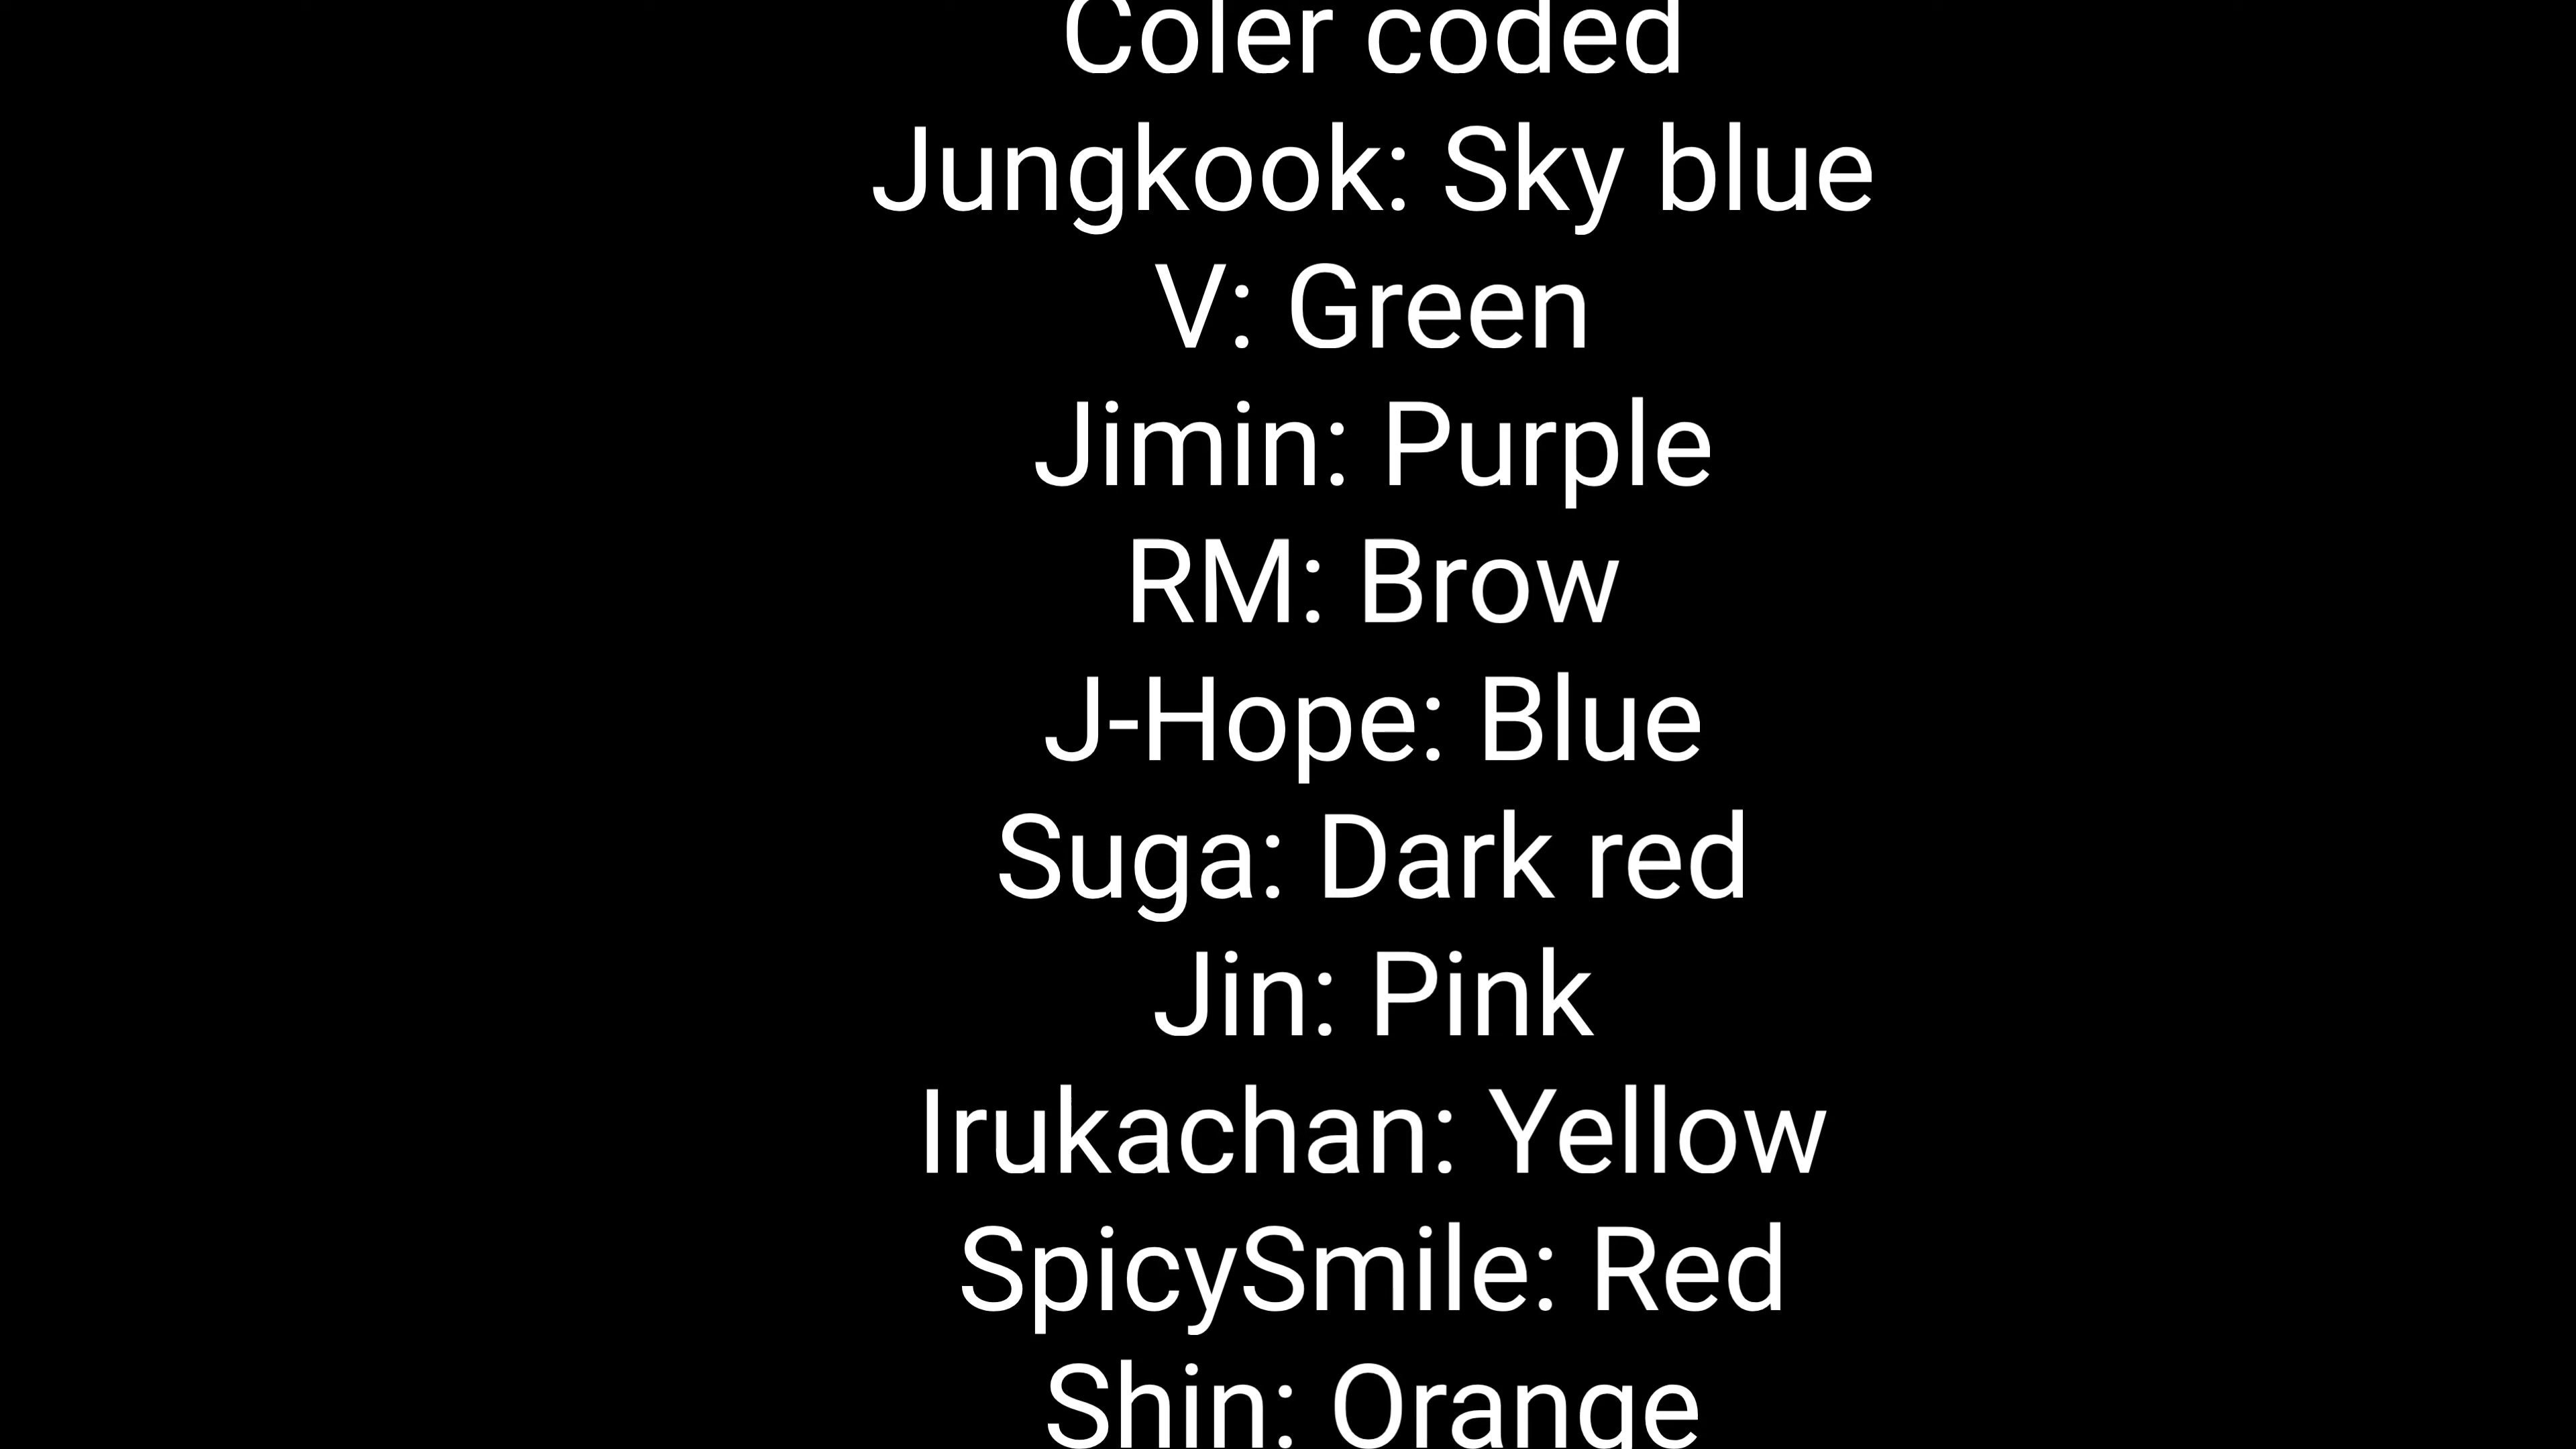 Coler coded
Jungkook: Sky blue
V: Green
Jimin: Purple
RM: Brow
J-Hope: Blue
Suga: Dark red
Jin: Pink
Irukachan: Yellow
SpicySmile: Red
Shin: Orange